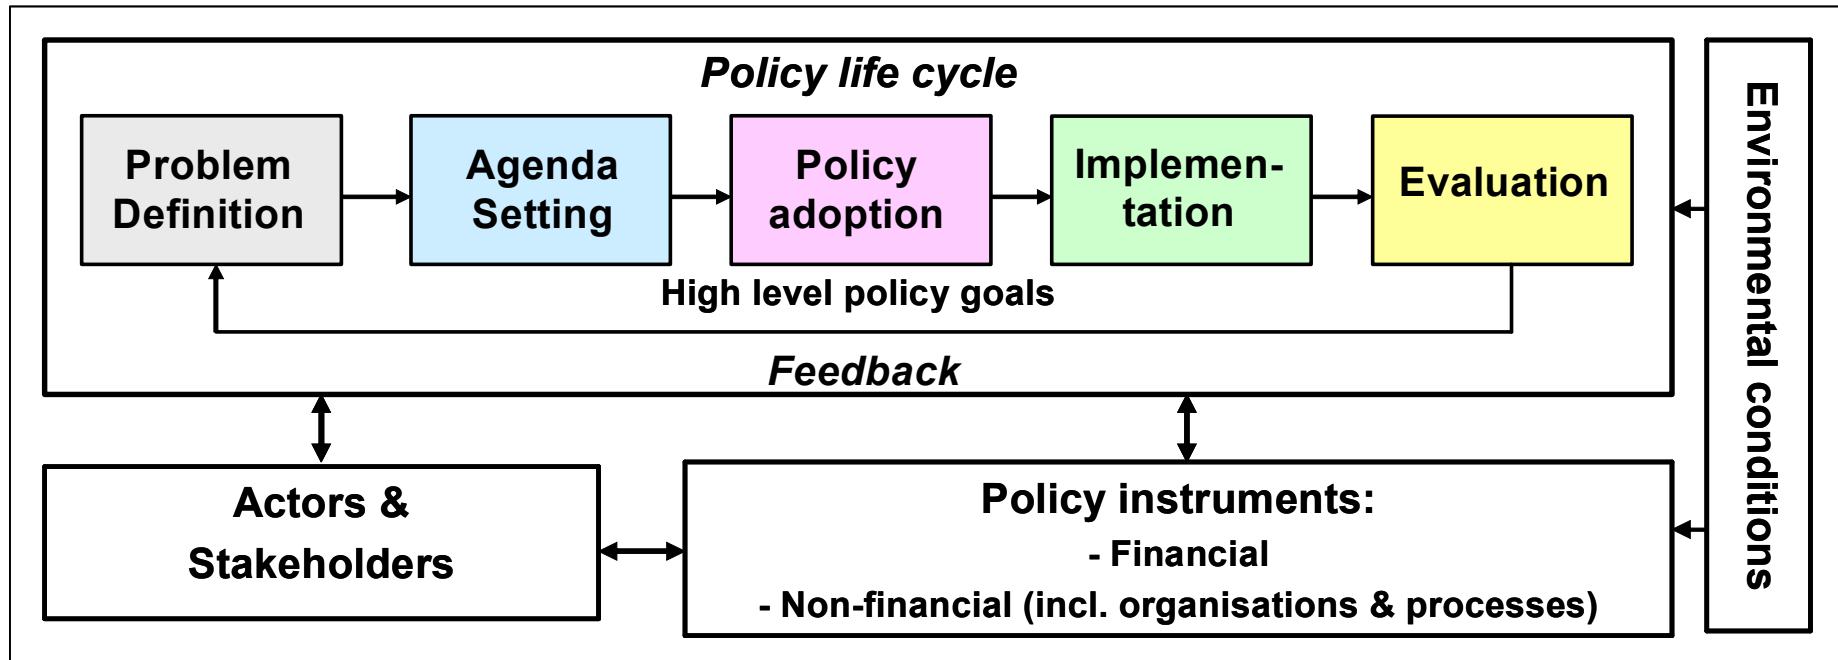 Policy life cycle
Problem
Definition
Agenda
Setting
Policy
adoption
Implemen-
tation
Evaluation
High level policy goals
Feedback
Actors &
Stakeholders
Policy instruments:
- Financial
- Non-financial (incl. organisations & processes)
Environmental conditions